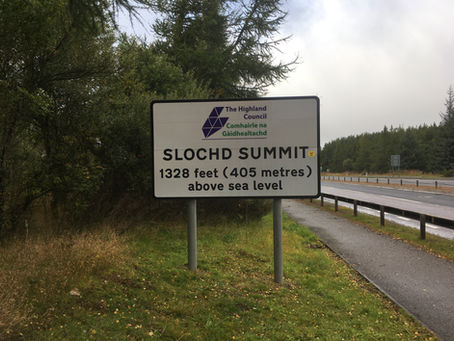 The Highland
Council
Comhairle na
Gàidhealtachd
SLOCHD SUMMIT
1328 feet (405 metres)
above sea level